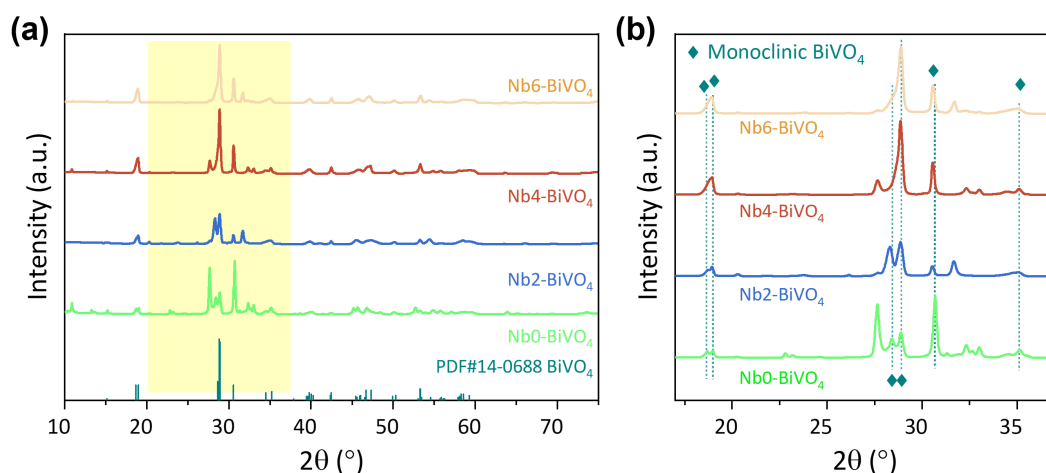 (a)
Intensity (a.u.)
Nb6-BiVO₄
Nb4-BiVO₄
Nb2-BiVO₄
Nb0-BiVO₄
PDF#14-0688 BiVO₄
10 20 30 40 50 60 70
2θ (°)
(b)
Intensity (a.u.)
Monoclinic BiVO₄
Nb6-BiVO₄
Nb4-BiVO₄
Nb2-BiVO₄
Nb0-BiVO₄
20 25 30 35
2θ (°)